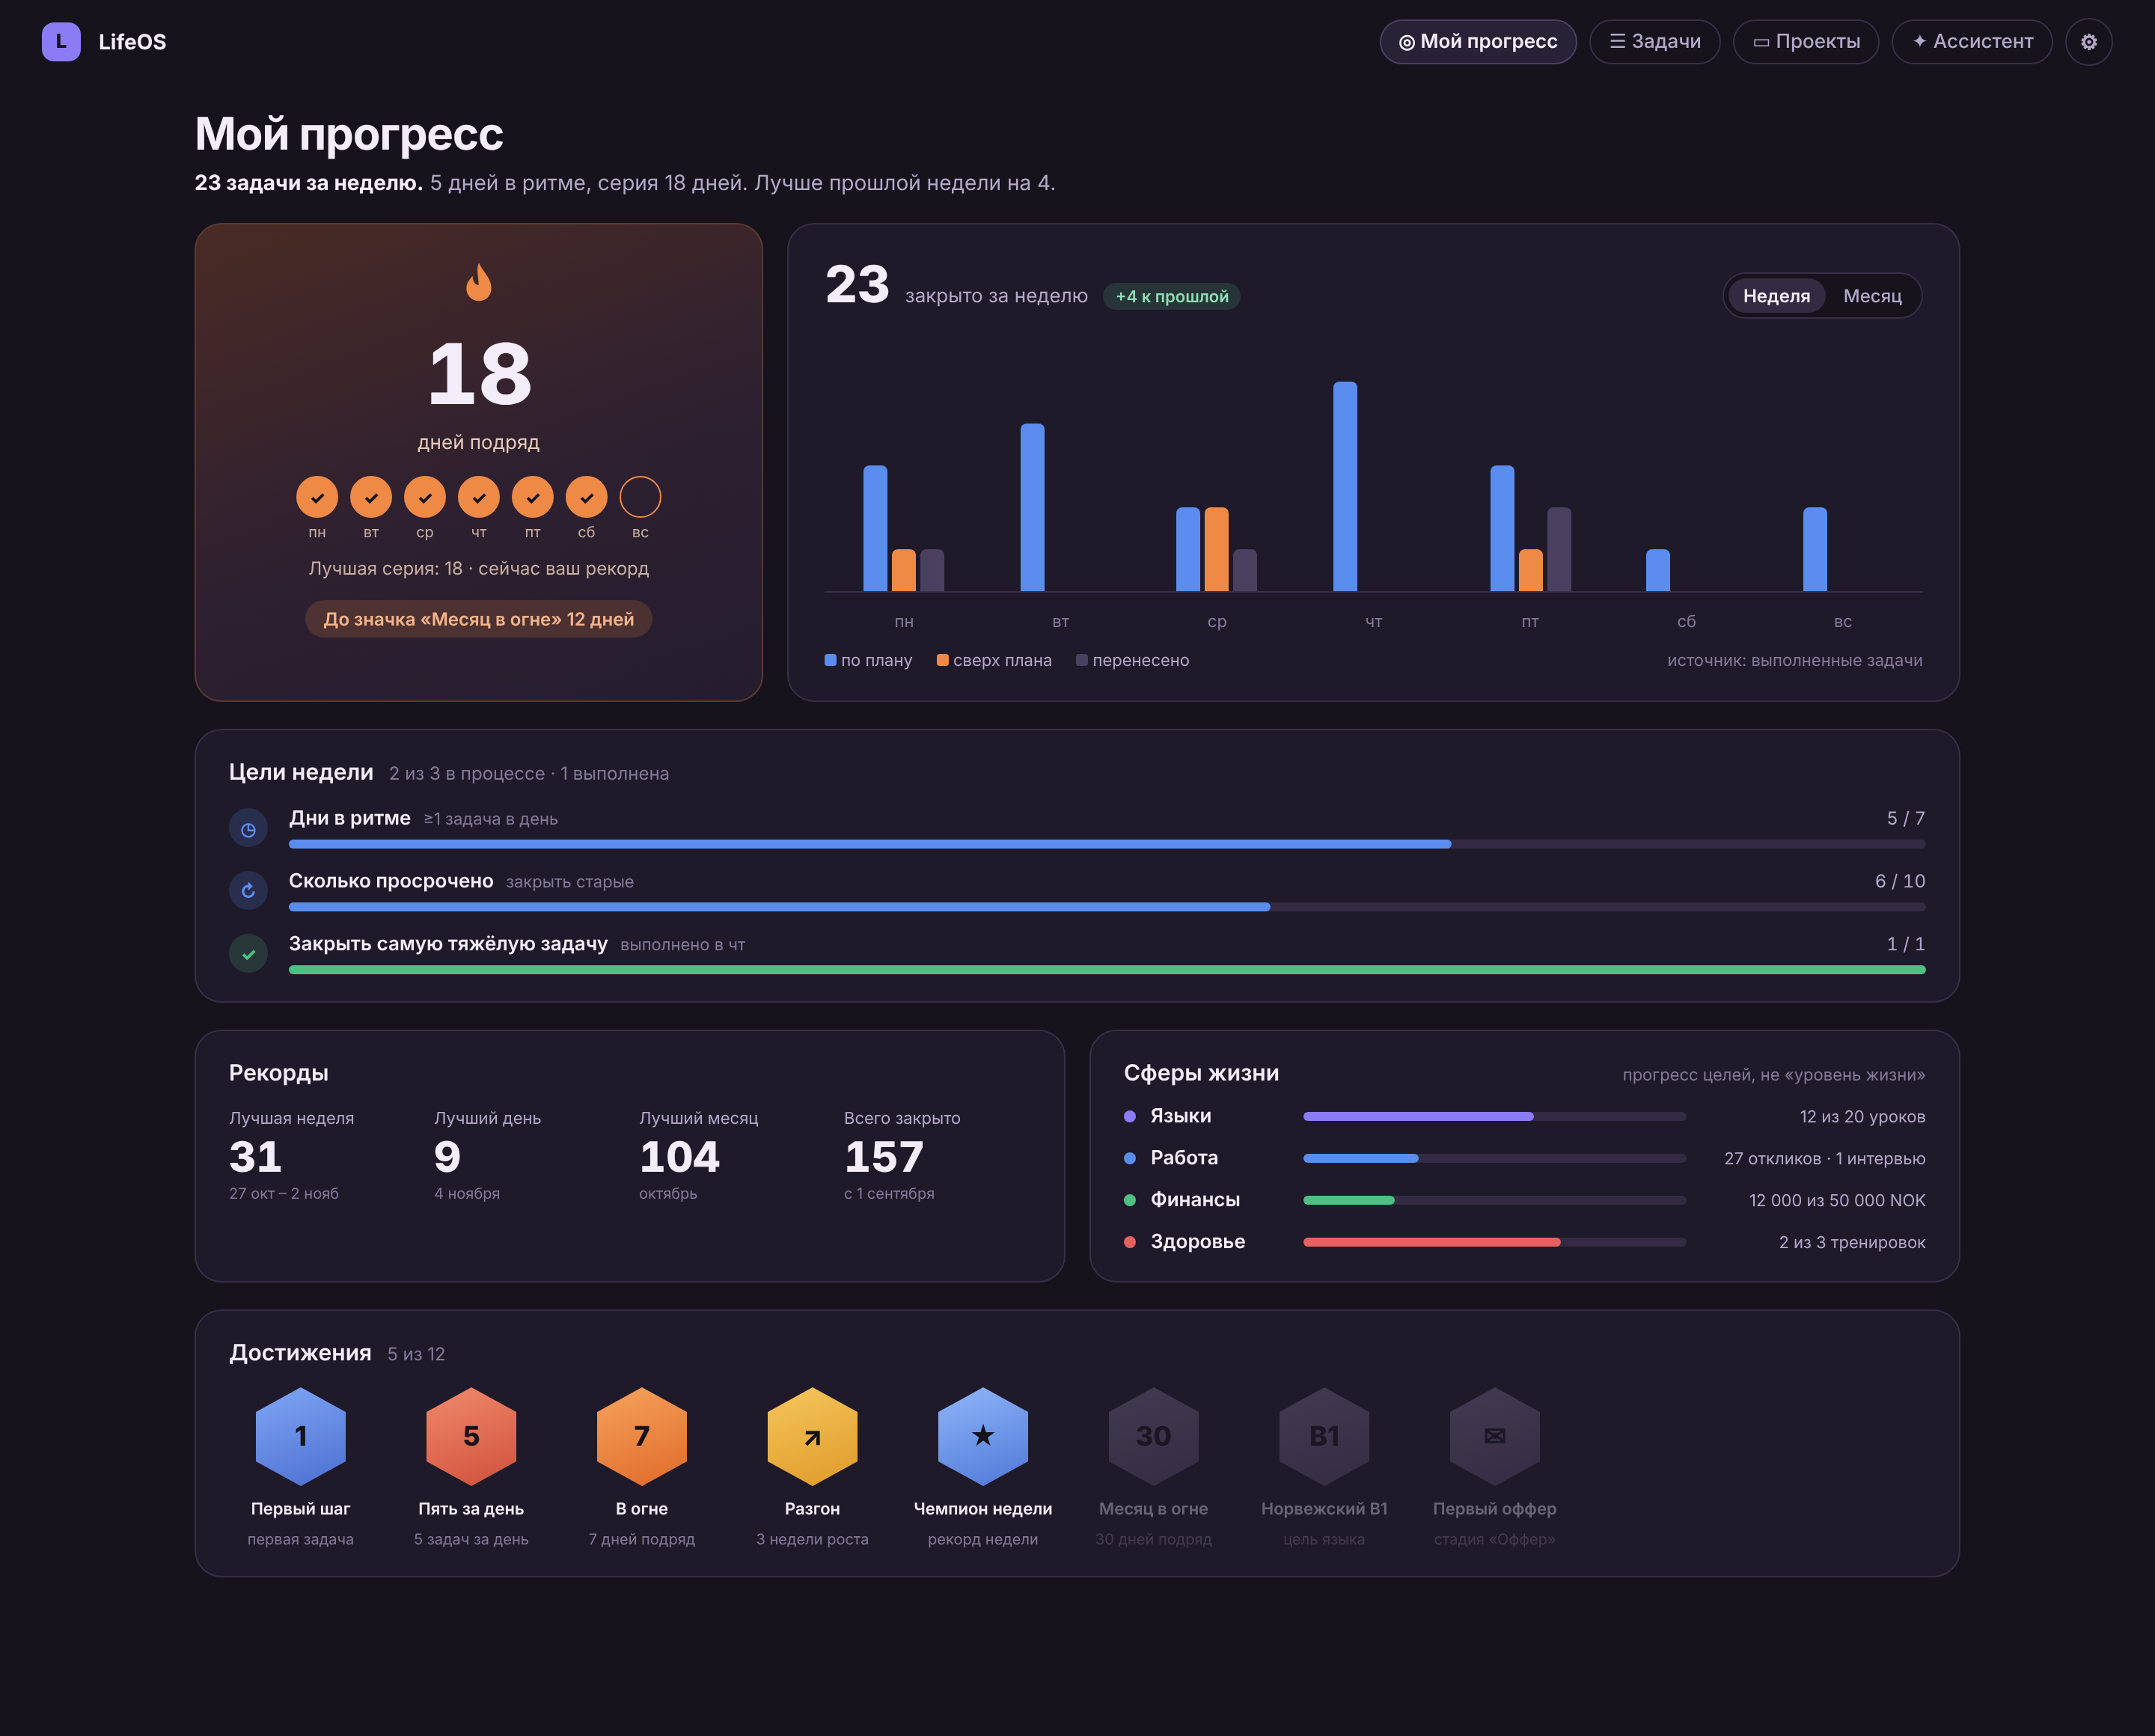 L LifeOS
◎ Мой прогресс ☰ Задачи ▭ Проекты ✦ Ассистент ⚙
Мой прогресс
23 задачи за неделю. 5 дней в ритме, серия 18 дней. Лучше прошлой недели на 4.
18
дней подряд
✓ ✓ ✓ ✓ ✓ ✓
пн вт ср чт пт сб вс
Лучшая серия: 18 · сейчас ваш рекорд
До значка «Месяц в огне» 12 дней
23 закрыто за неделю +4 к прошлой
Неделя Месяц
пн вт ср чт пт сб вс
по плану сверх плана перенесено
источник: выполненные задачи
Цели недели 2 из 3 в процессе · 1 выполнена
Дни в ритме ≥1 задача в день 5 / 7
Сколько просрочено закрыть старые 6 / 10
Закрыть самую тяжёлую задачу выполнено в чт 1 / 1
Рекорды
Лучшая неделя Лучший день Лучший месяц Всего закрыто
31 9 104 157
27 окт – 2 нояб 4 ноября октябрь с 1 сентября
Сферы жизни прогресс целей, не «уровень жизни»
Языки 12 из 20 уроков
Работа 27 откликов · 1 интервью
Финансы 12 000 из 50 000 NOK
Здоровье 2 из 3 тренировок
Достижения 5 из 12
1 5 7 ↗ ★ 30 B1 ✉
Первый шаг Пять за день В огне Разгон Чемпион недели Месяц в огне Норвежский B1 Первый оффер
первая задача 5 задач за день 7 дней подряд 3 недели роста рекорд недели 30 дней подряд цель языка стадия «Оффер»